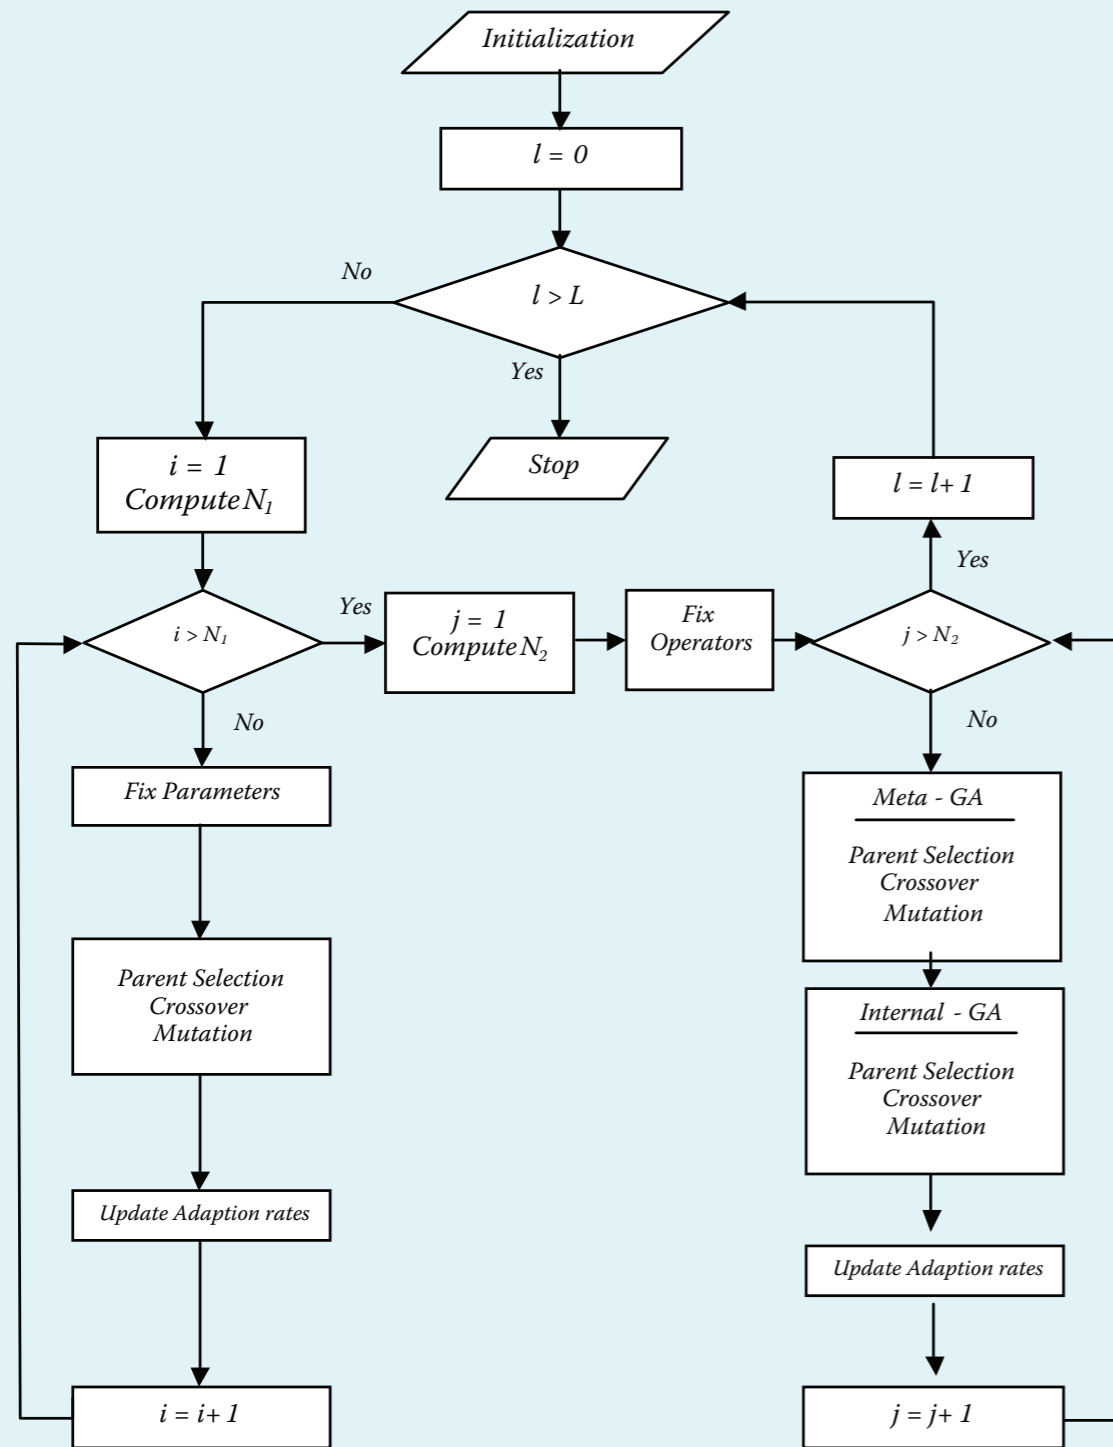 Initialization
l = 0
l > L
No
Yes
Stop
i = 1
Compute N₁
i > N₁
Yes
No
j = 1
Compute N₂
Fix
Operators
j > N₂
Yes
l = l+ 1
No
Fix Parameters
Parent Selection
Crossover
Mutation
Update Adaption rates
i = i+ 1
Meta - GA
Parent Selection
Crossover
Mutation
Internal - GA
Parent Selection
Crossover
Mutation
Update Adaption rates
j = j+ 1